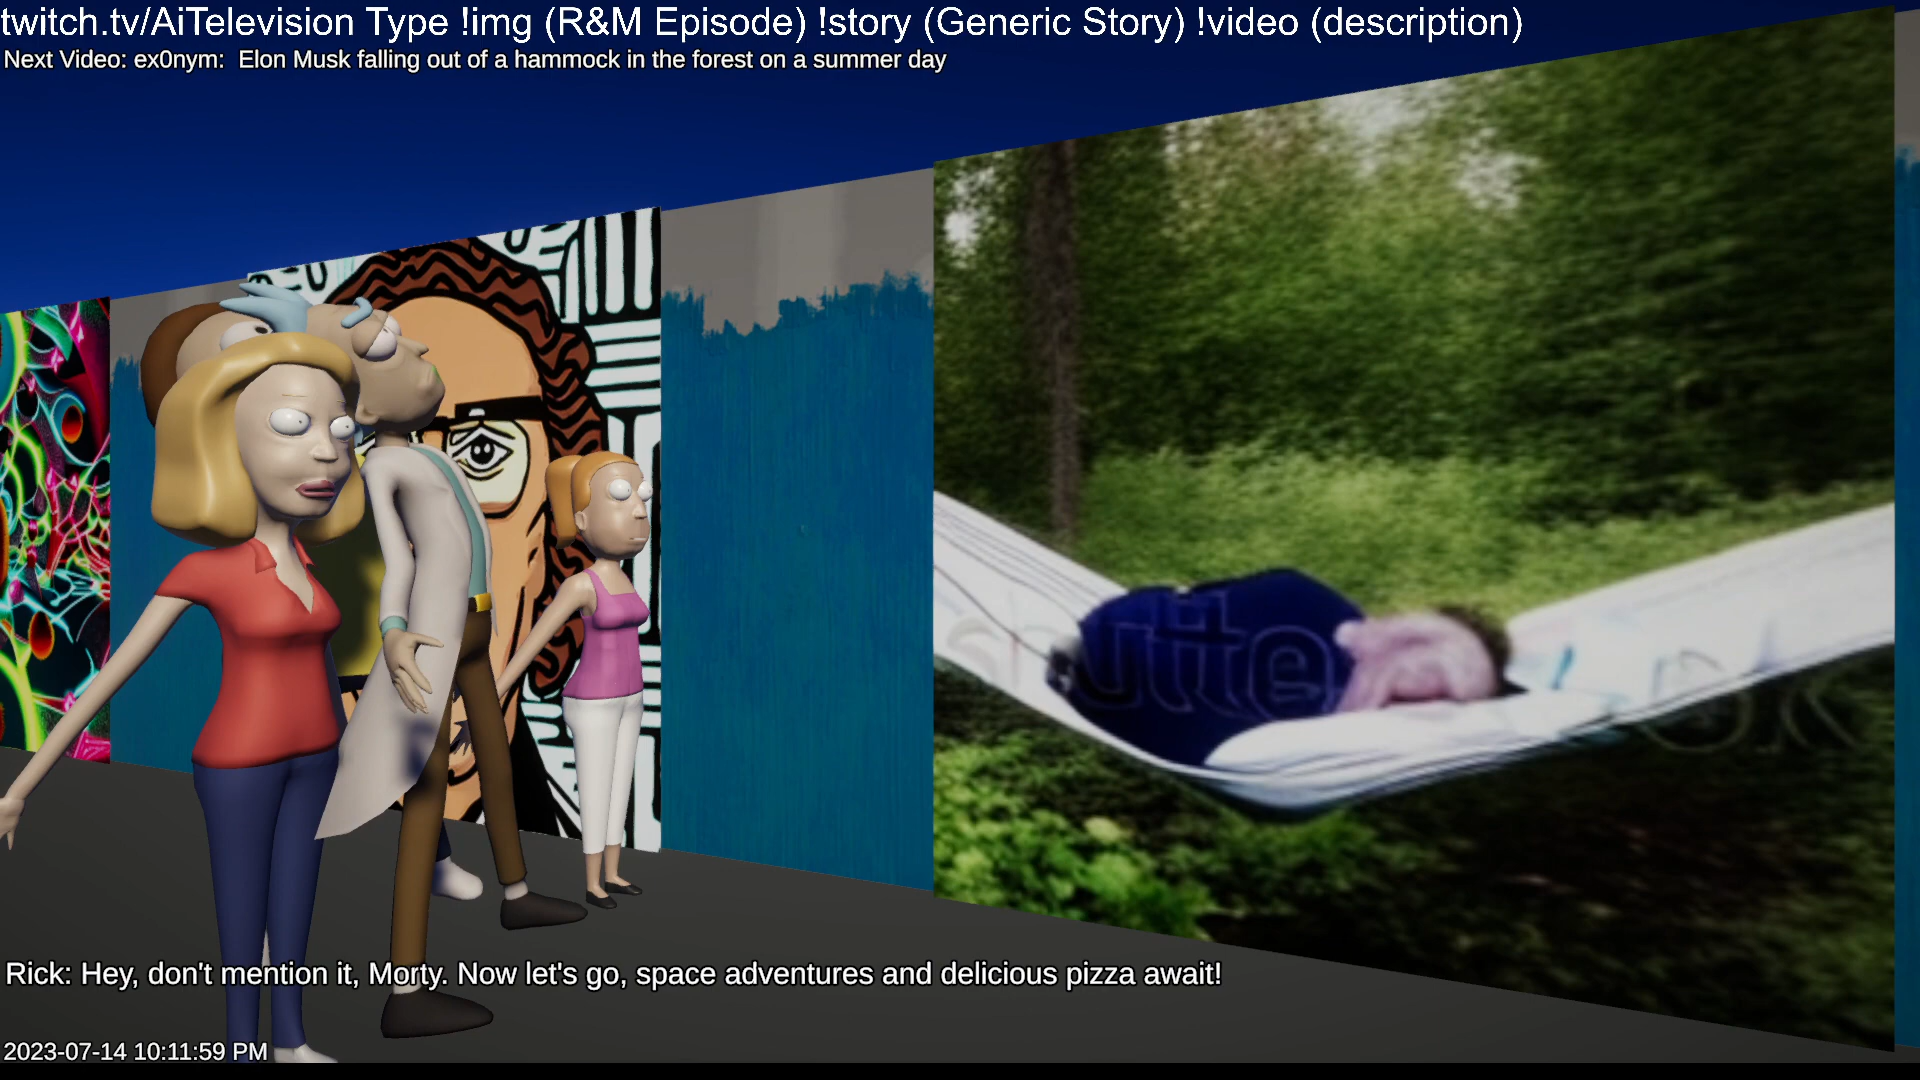 twitch.tv/AiTelevision Type !img (R&M Episode) !story (Generic Story) !video (description)
Next Video: ex0nym:  Elon Musk falling out of a hammock in the forest on a summer day
shutte
Rick: Hey, don't mention it, Morty. Now let's go, space adventures and delicious pizza await!
2023-07-14 10:11:59 PM